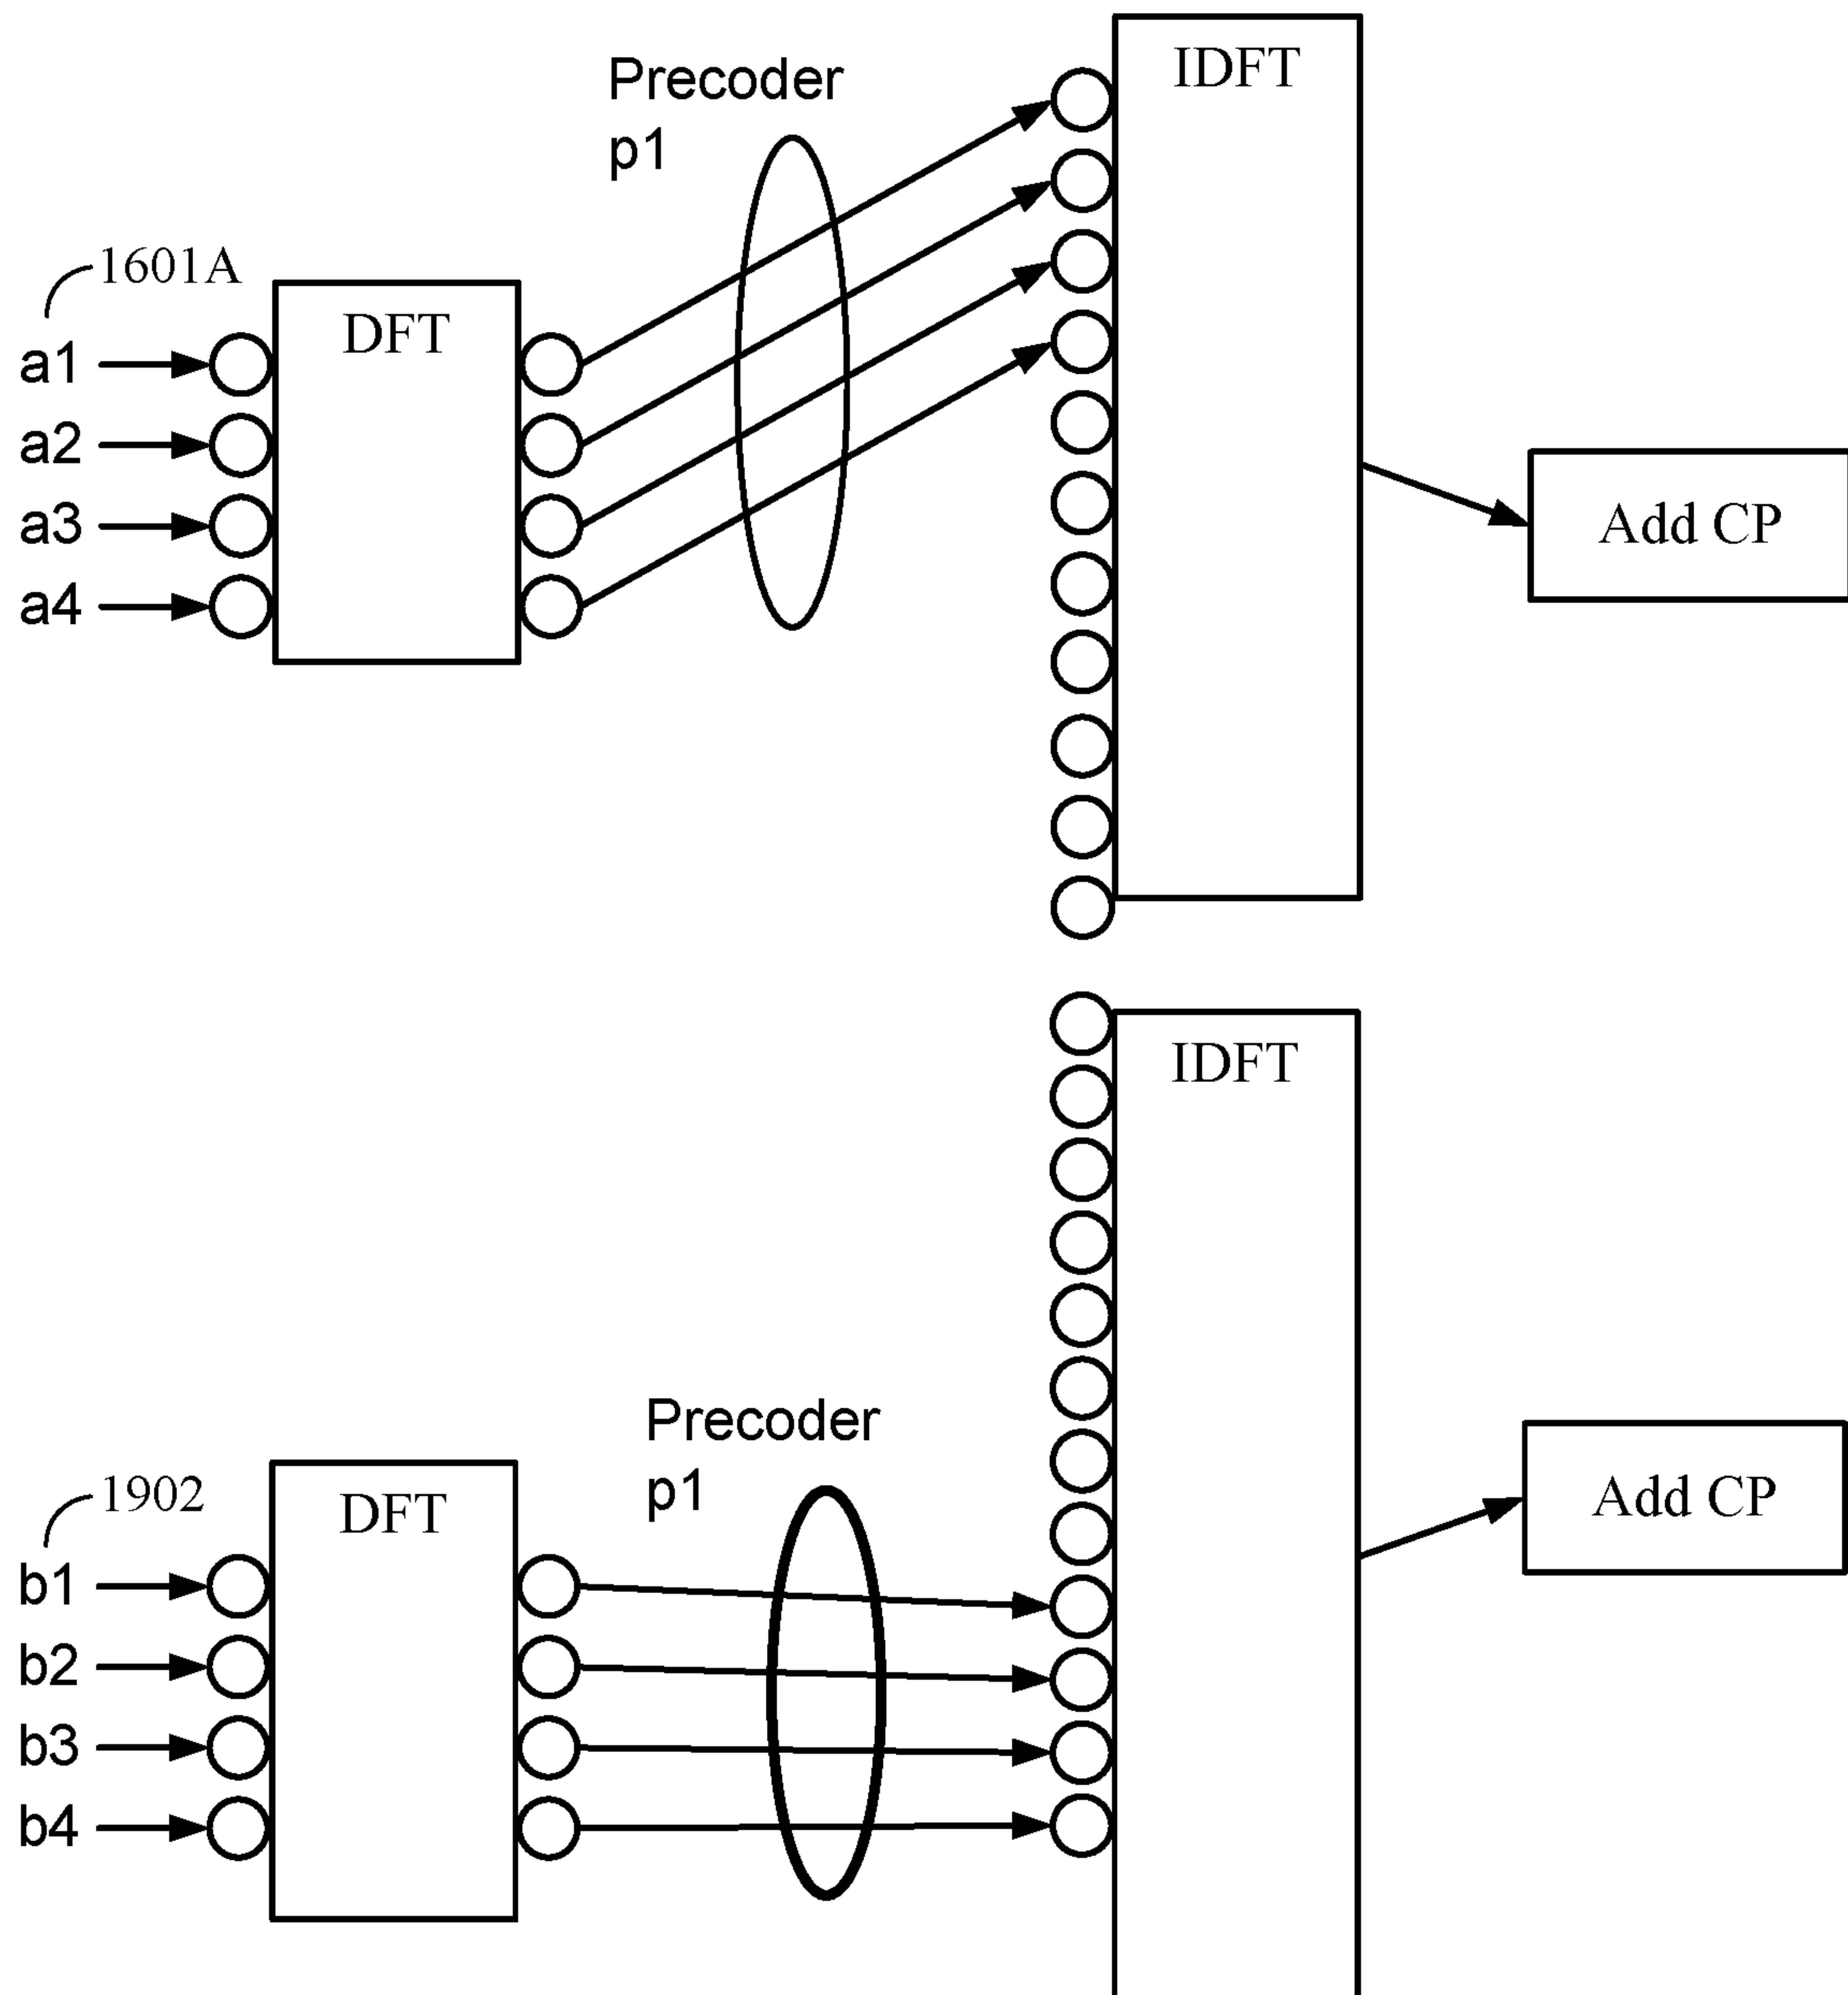 Precoder
p1
IDFT
1601A
DFT
a1
a2
a3
a4
Add CP
IDFT
Precoder
p1
1902
DFT
Add CP
b1
b2
b3
b4